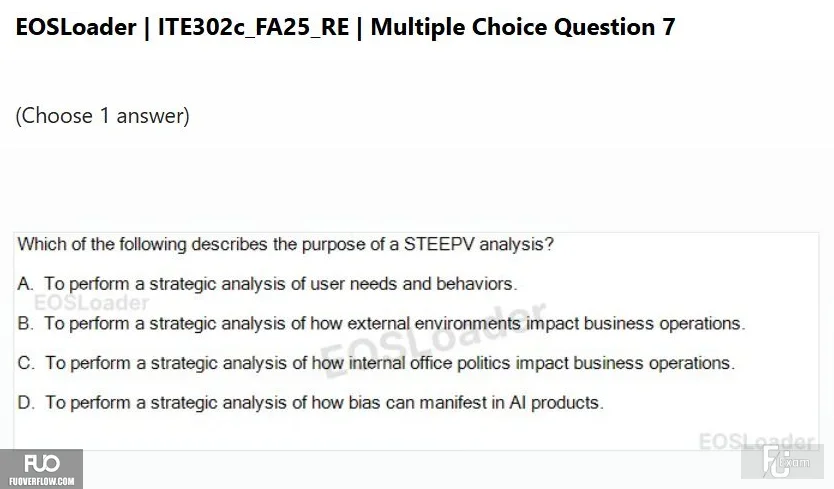 EOSLoader | ITE302c_FA25_RE | Multiple Choice Question 7
(Choose 1 answer)
Which of the following describes the purpose of a STEEPV analysis?
A. To perform a strategic analysis of user needs and behaviors.
EOSLoader
B. To perform a strategic analysis of how external environments impact business operations.
EOSLoader
C. To perform a strategic analysis of how internal office politics impact business operations.
D. To perform a strategic analysis of how bias can manifest in AI products.
EOSLoader
FUO
FUOVERFLOW.COM